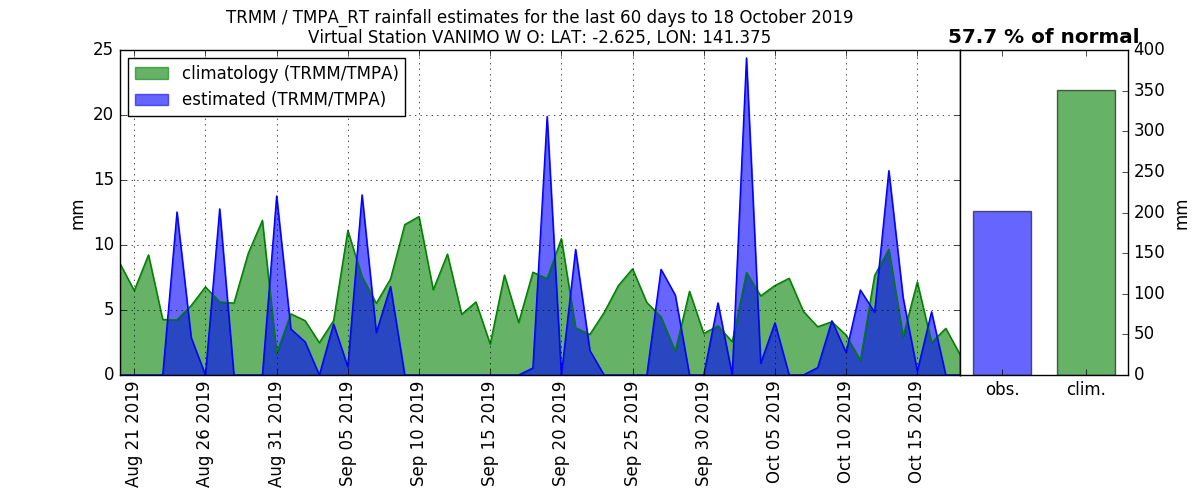 TRMM / TMPA_RT rainfall estimates for the last 60 days to 18 October 2019
Virtual Station VANIMO W O: LAT: -2.625, LON: 141.375
57.7 % of normal
climatology (TRMM/TMPA)
estimated (TRMM/TMPA)
mm
25
20
15
10
5
0
Aug 21 2019
Aug 26 2019
Aug 31 2019
Sep 05 2019
Sep 10 2019
Sep 15 2019
Sep 20 2019
Sep 25 2019
Sep 30 2019
Oct 05 2019
Oct 10 2019
Oct 15 2019
obs.
clim.
400
350
300
250
200
150
100
50
0
mm